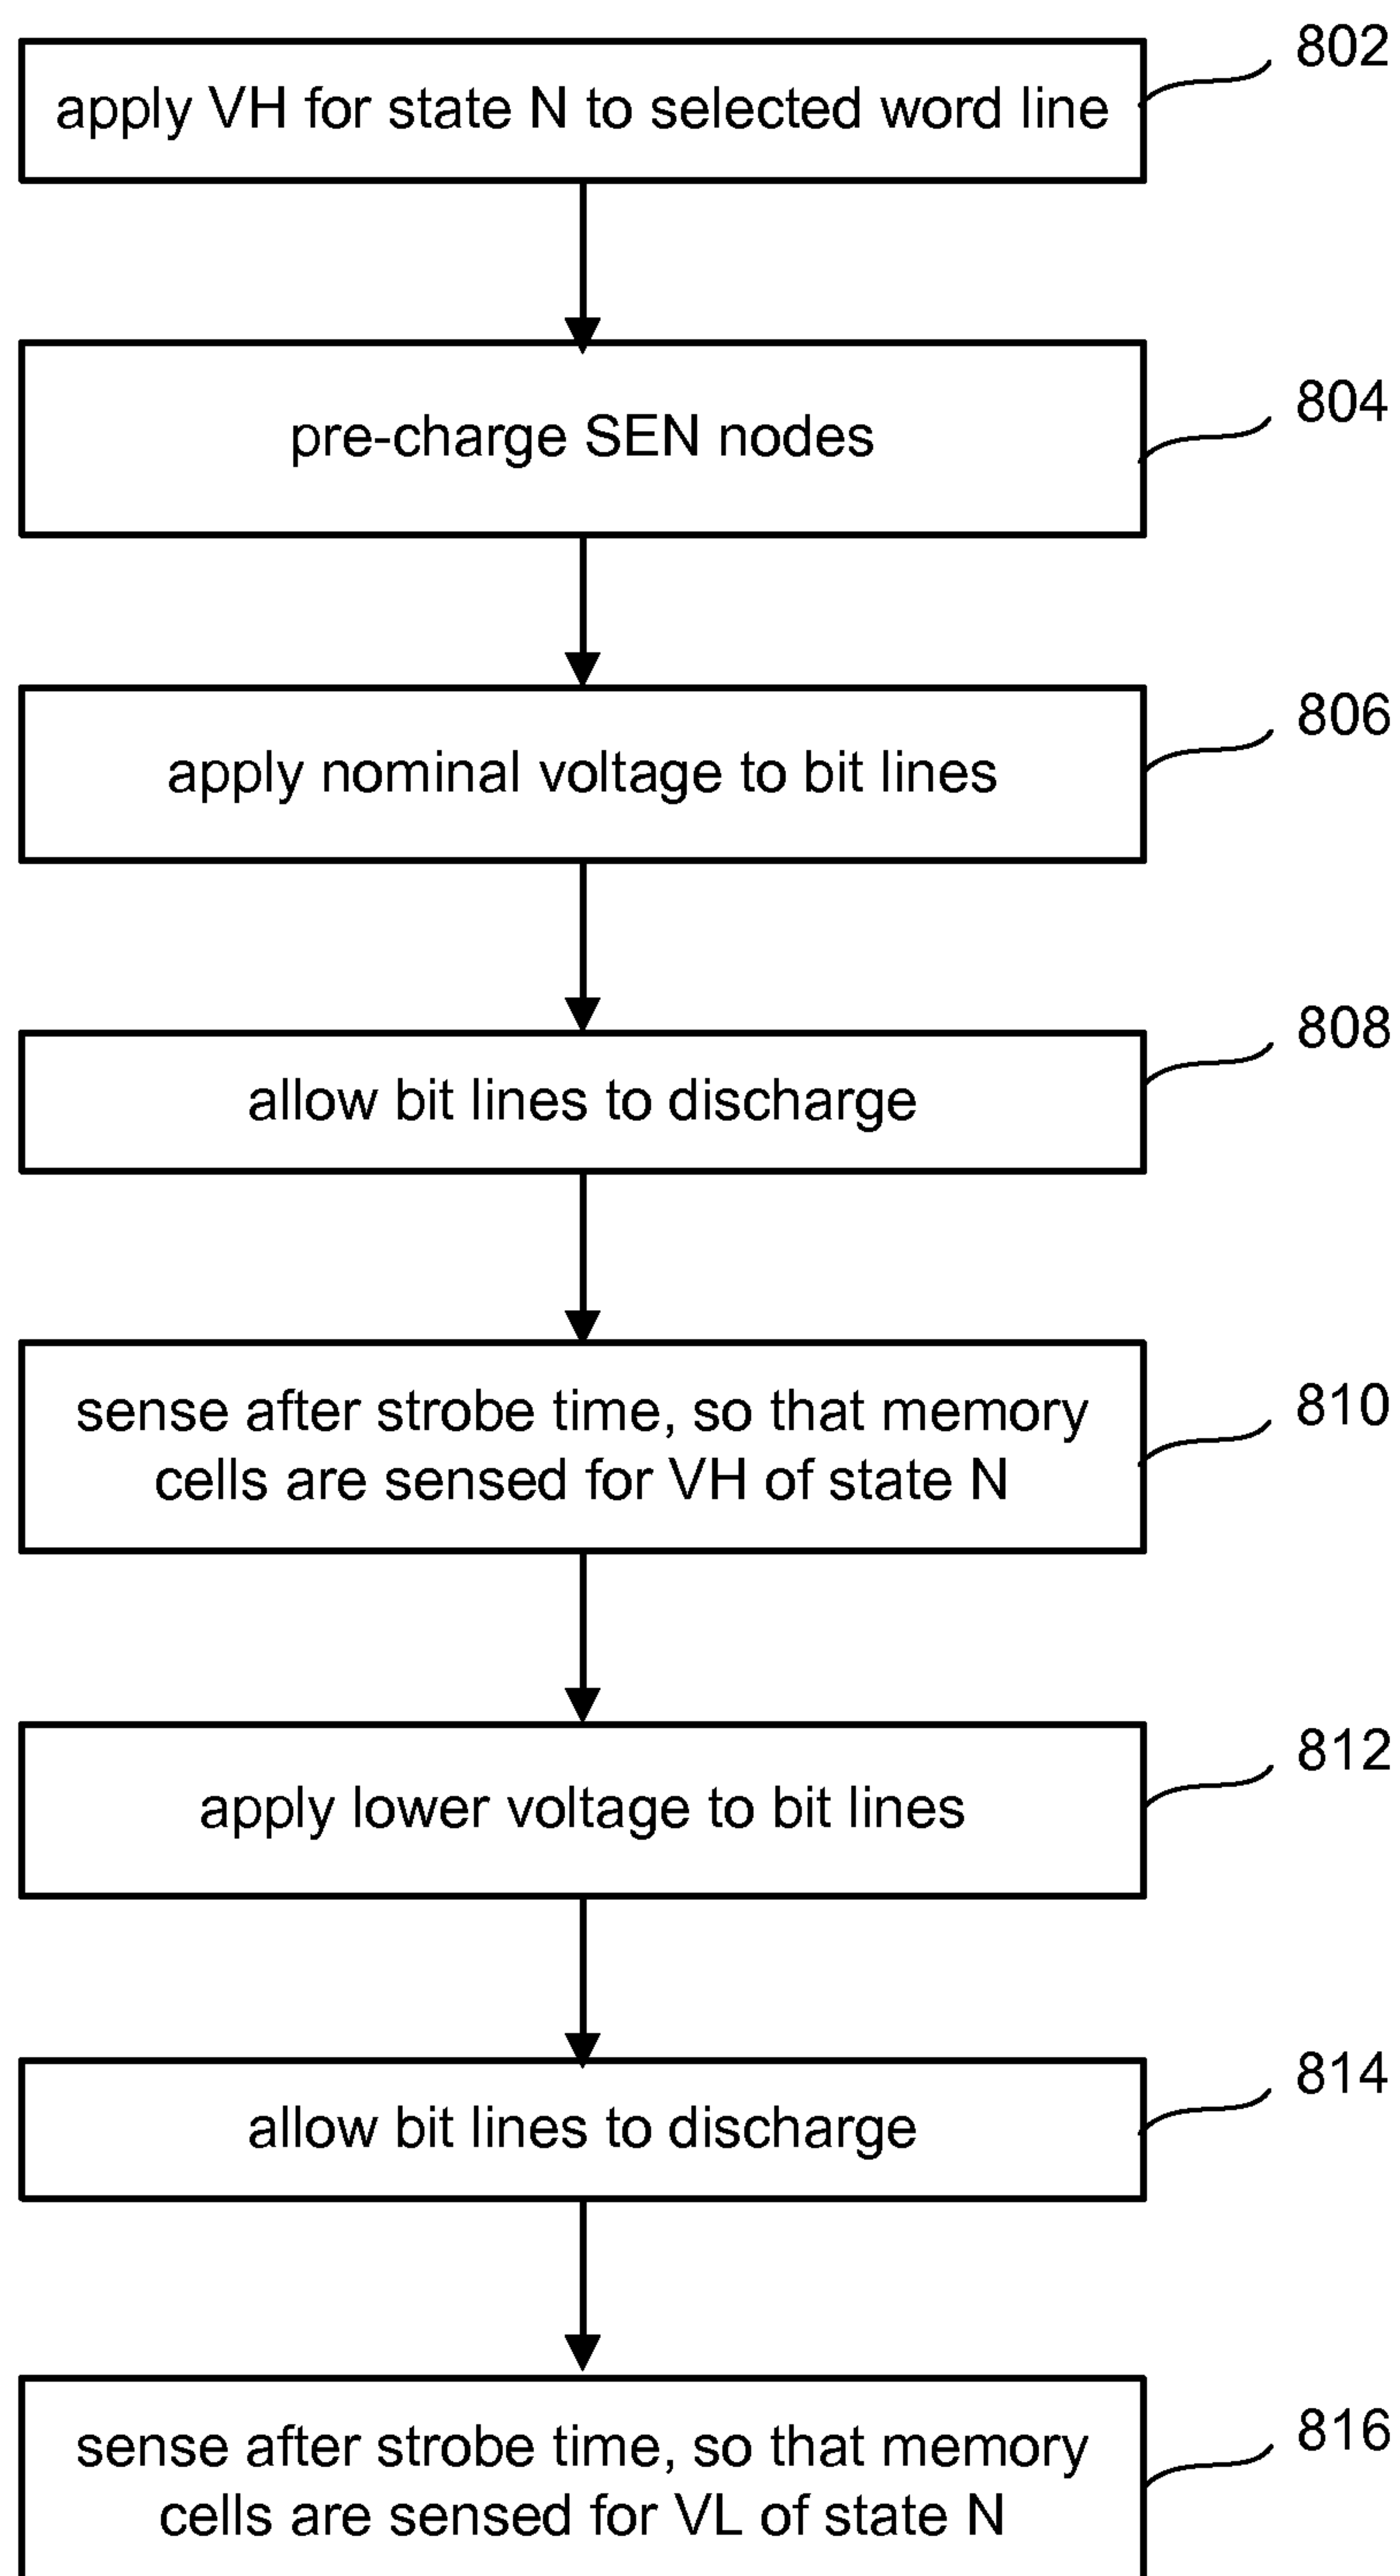 802
apply VH for state N to selected word line
804
pre-charge SEN nodes
806
apply nominal voltage to bit lines
808
allow bit lines to discharge
810
sense after strobe time, so that memory
cells are sensed for VH of state N
812
apply lower voltage to bit lines
814
allow bit lines to discharge
816
sense after strobe time, so that memory
cells are sensed for VL of state N